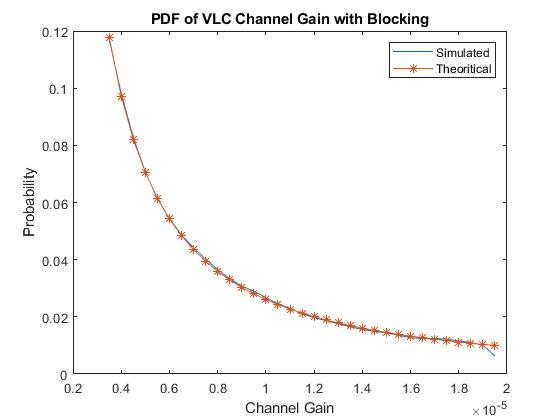 PDF of VLC Channel Gain with Blocking
Simulated
Theoritical
0.12
0.1
0.08
0.06
0.04
0.02
0
Probability
0.2 0.4 0.6 0.8 1 1.2 1.4 1.6 1.8 2
×10⁻⁵
Channel Gain